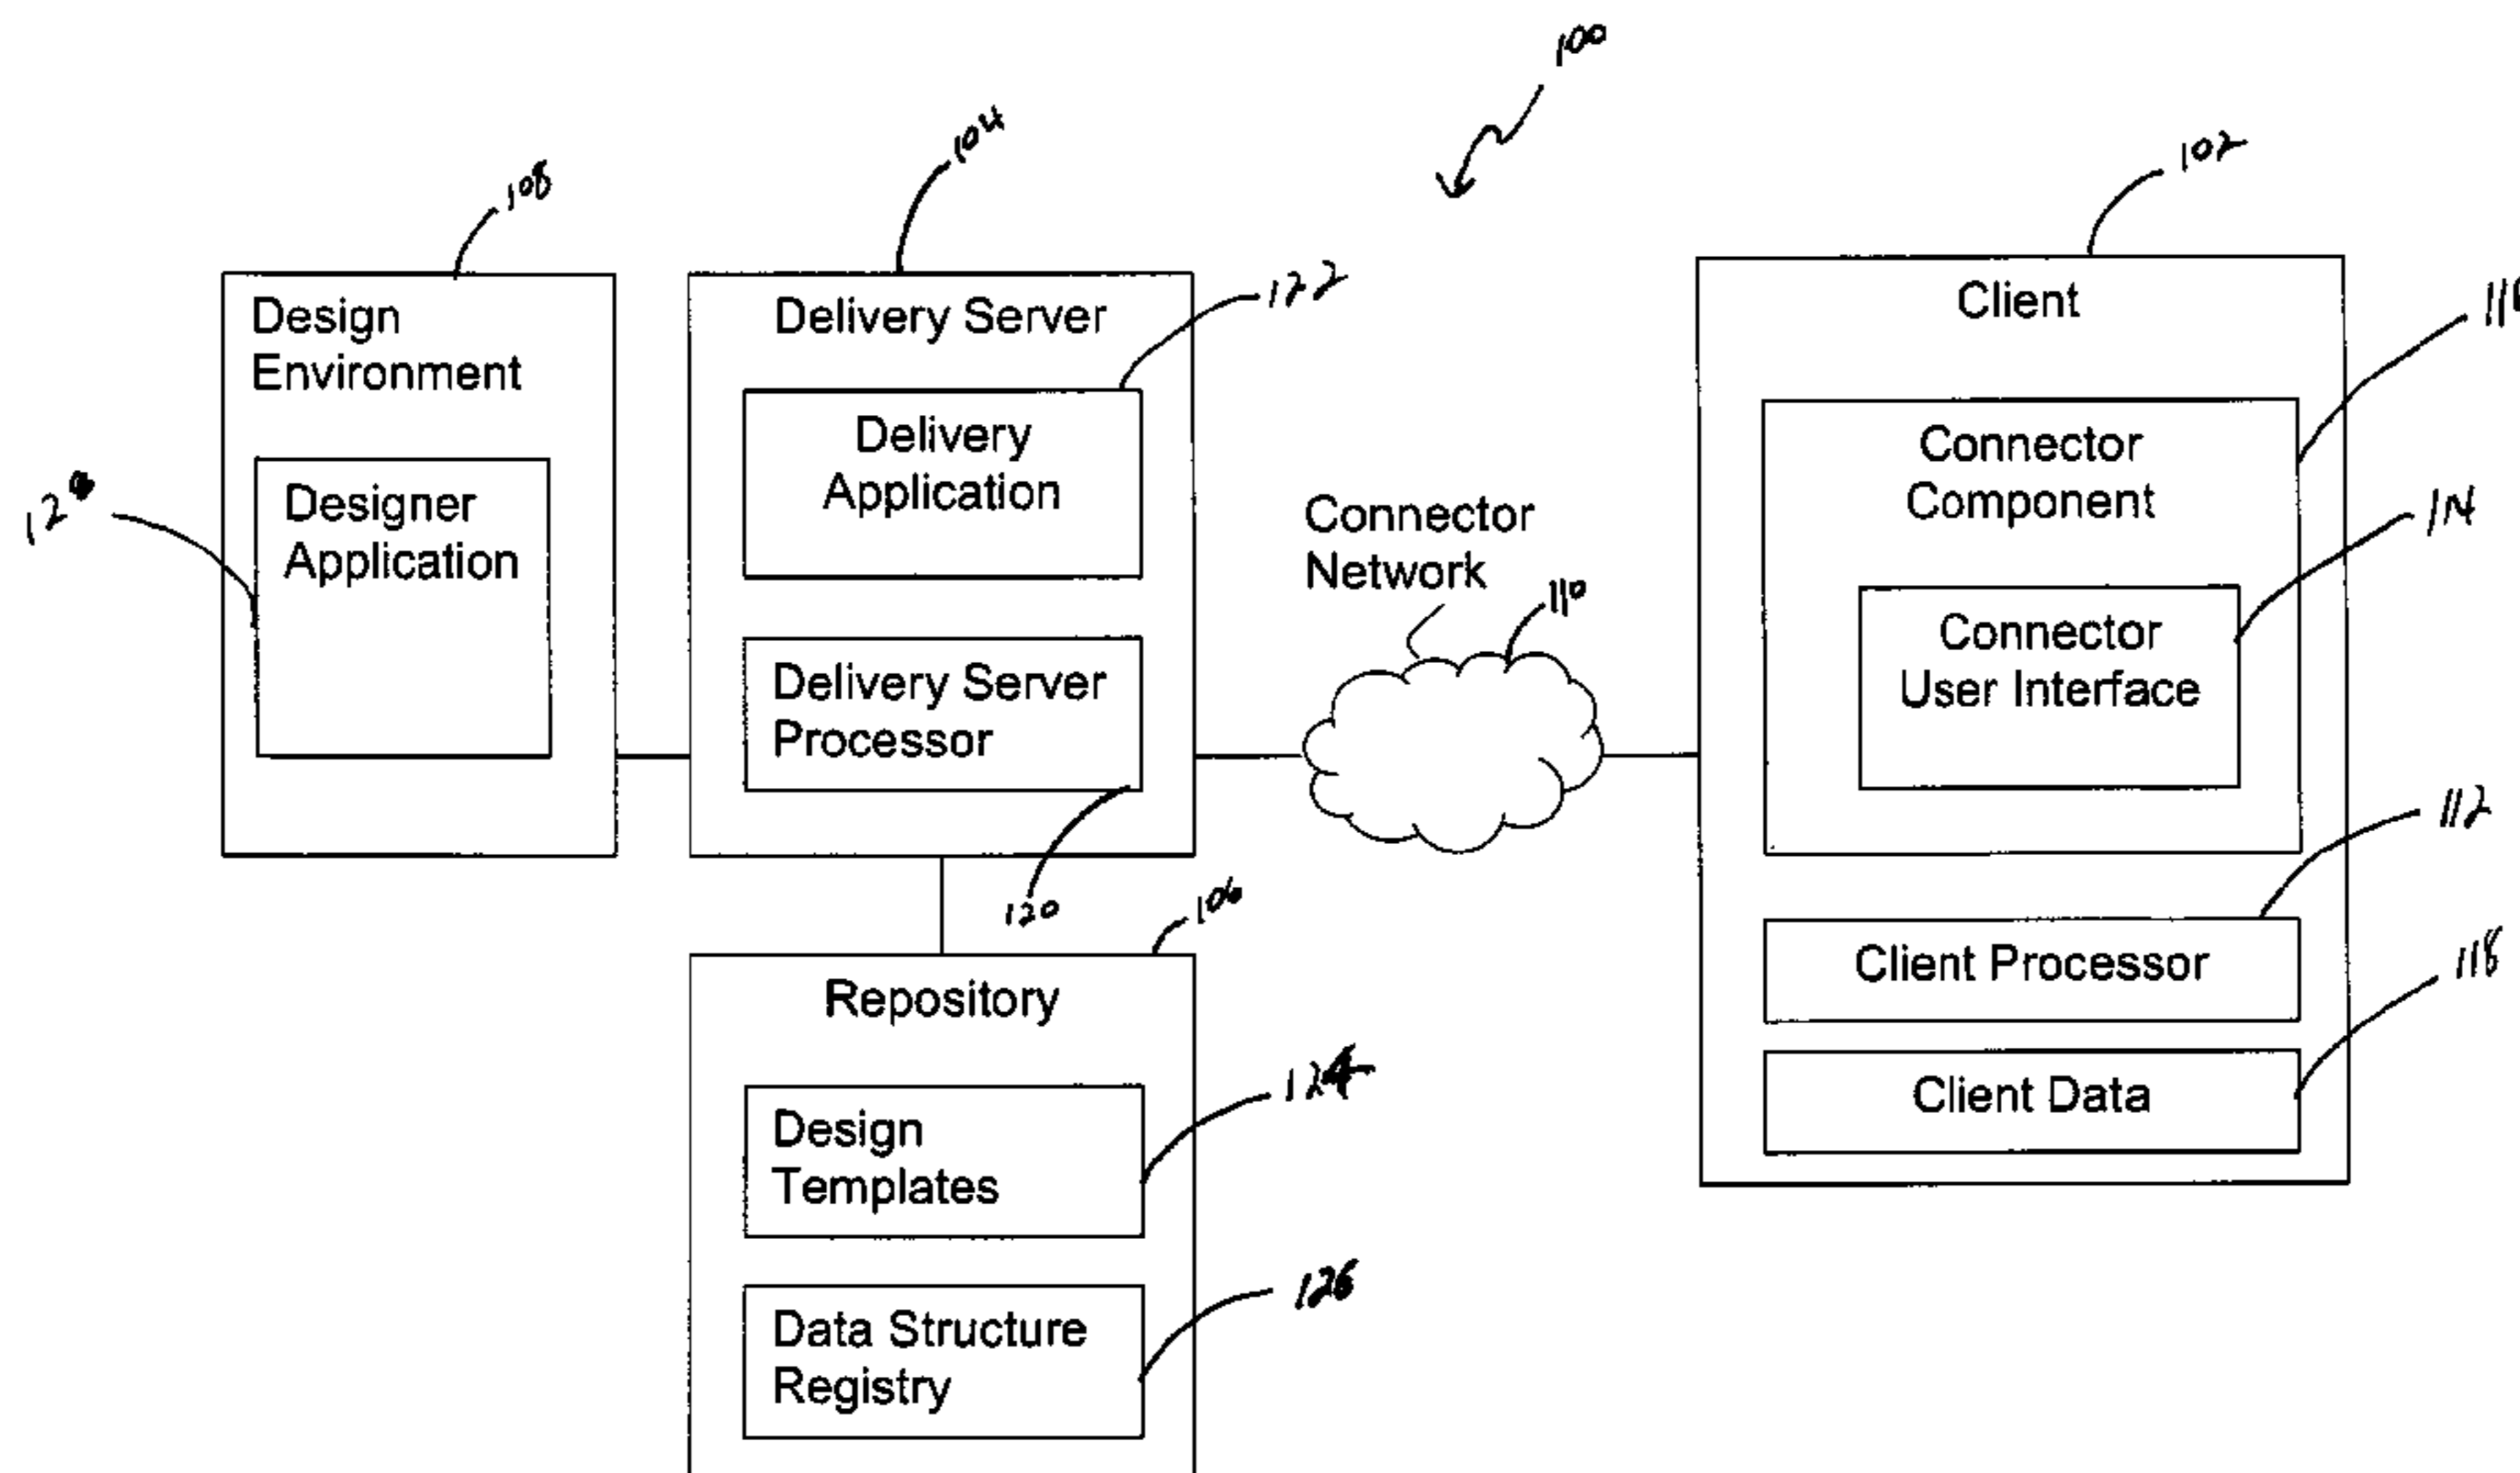 100
104
102
108
Design
Environment
Delivery Server
122
Client
Delivery
Application
Connector
Component
Designer
Application
Connector
Network
114
110
Connector
User Interface
Delivery Server
Processor
112
120
106
Client Processor
118
Repository
Client Data
124
Design
Templates
126
Data Structure
Registry